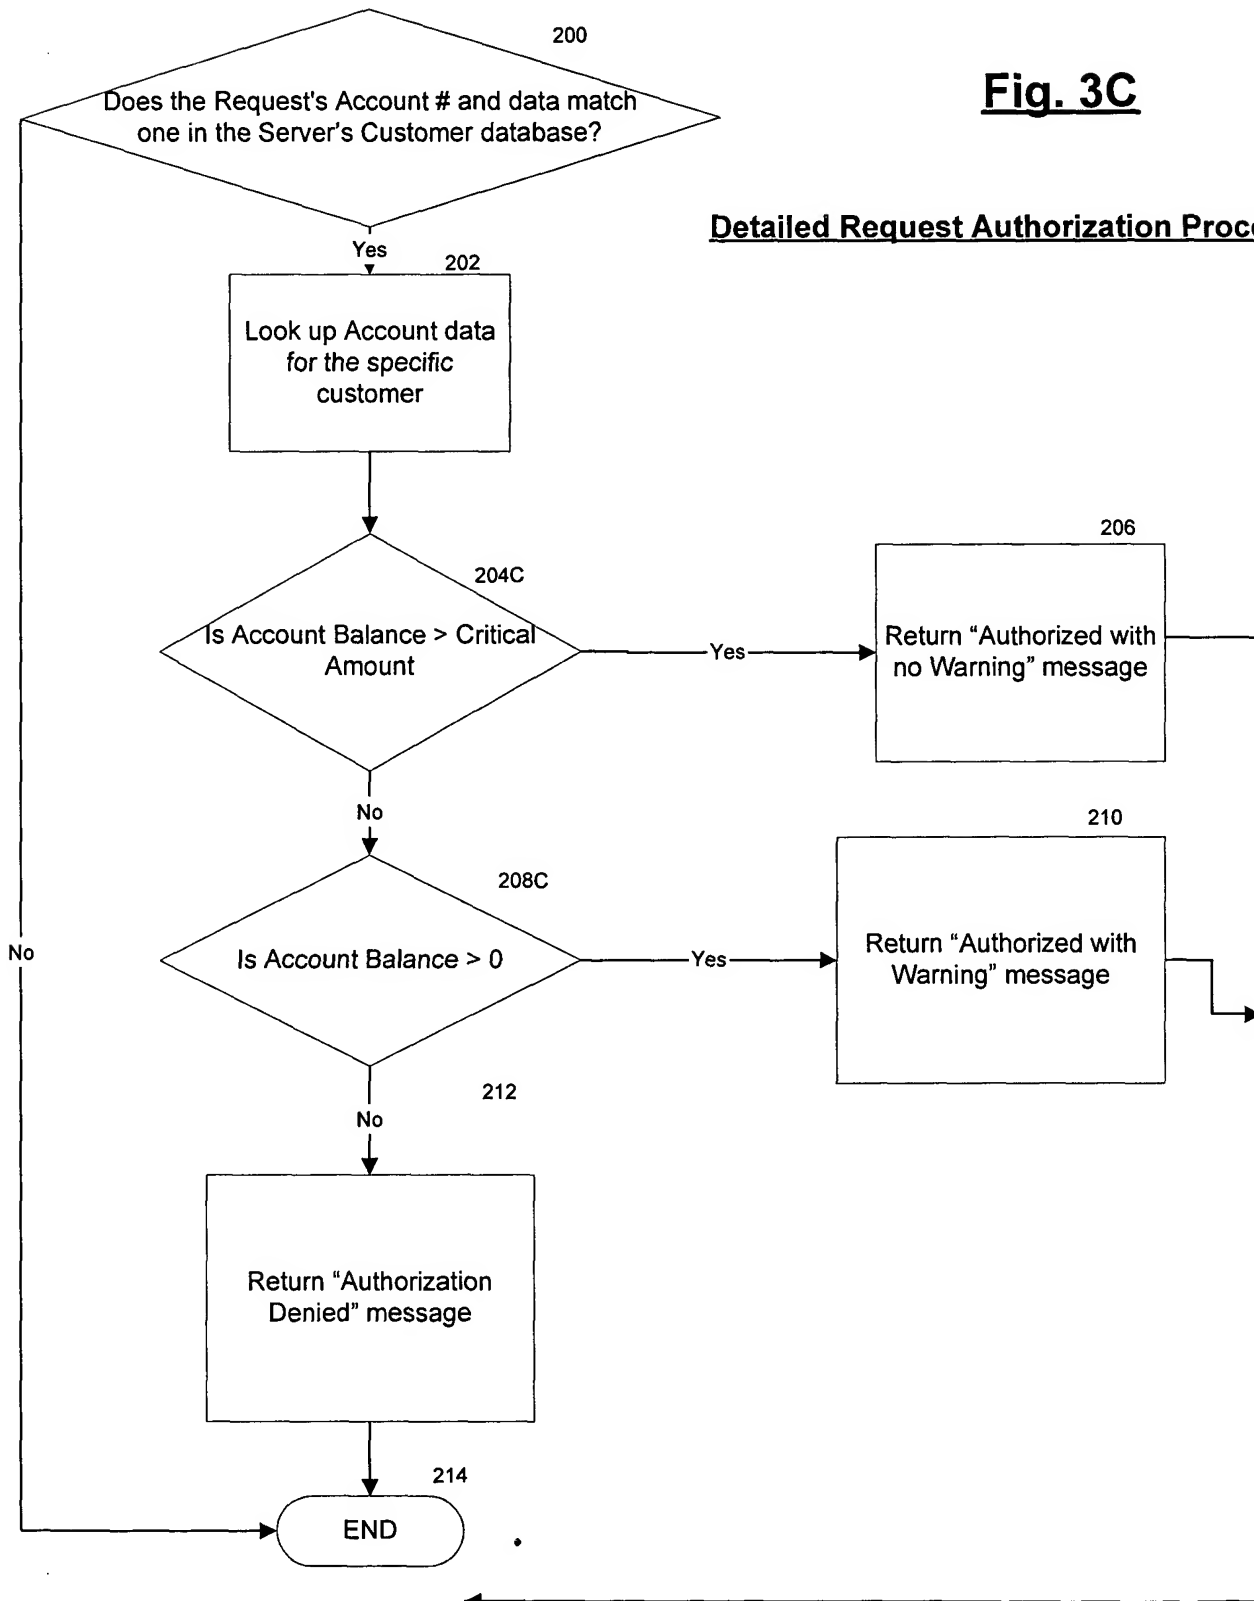 200
Fig. 3C
Does the Request's Account # and data match
one in the Server's Customer database?
Detailed Request Authorization Proce
Yes
202
Look up Account data
for the specific
customer
206
204C
Is Account Balance > Critical
Amount
Yes
Return “Authorized with
no Warning” message
No
210
208C
No
Is Account Balance > 0
Yes
Return “Authorized with
Warning” message
212
No
Return “Authorization
Denied” message
214
END